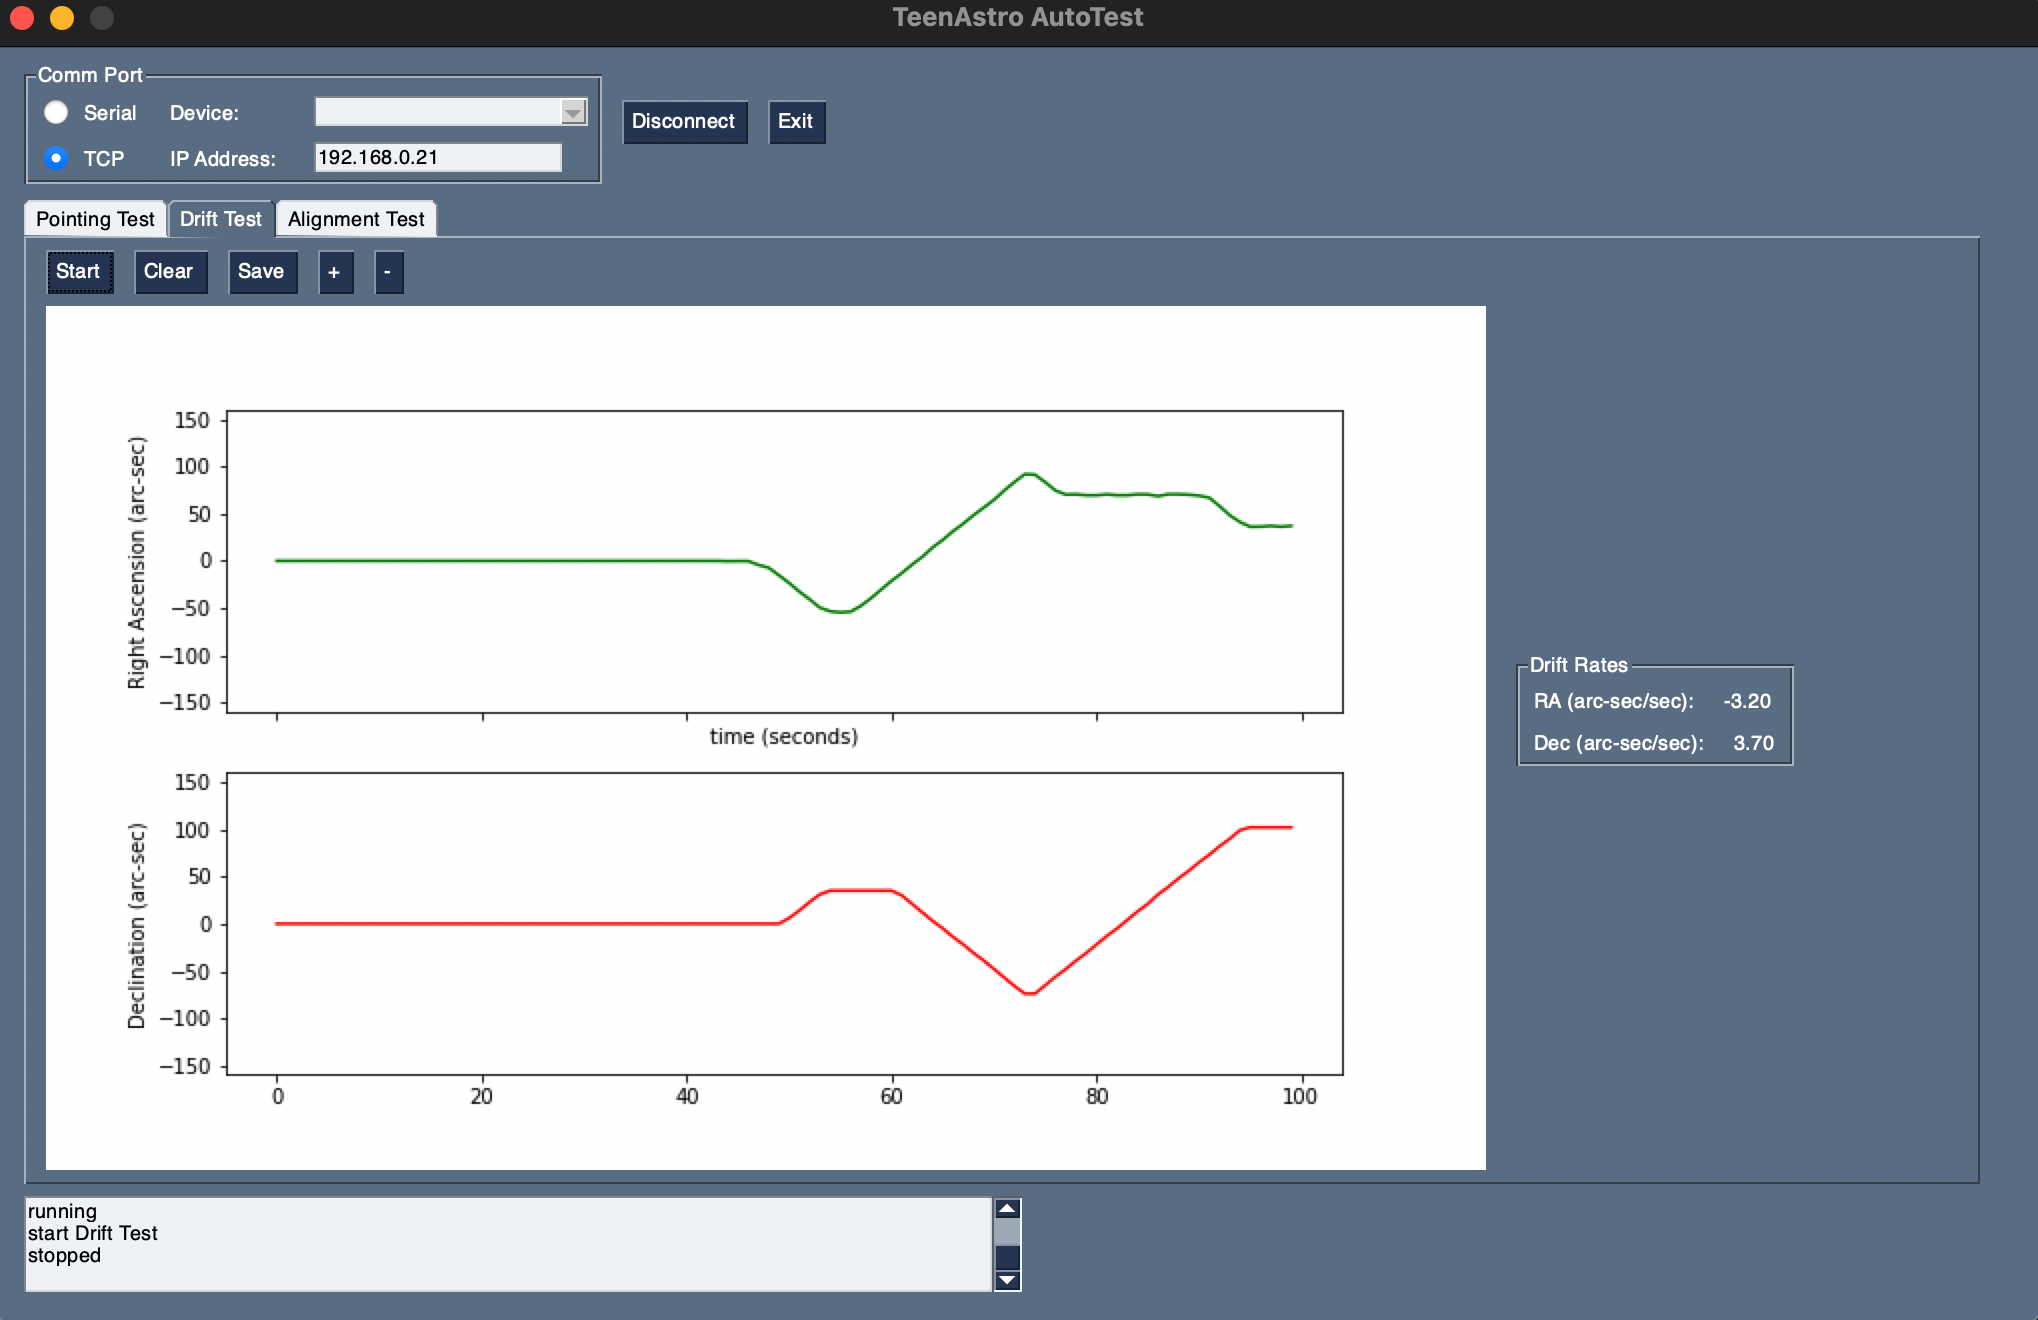 TeenAstro AutoTest
Comm Port
Serial Device:
TCP IP Address: 192.168.0.21
Disconnect Exit
Pointing Test Drift Test Alignment Test
Start Clear Save + -
150
100
50
0
−50
−100
−150
Right Ascension (arc-sec)
time (seconds)
150
100
50
0
−50
−100
−150
Declination (arc-sec)
0 20 40 60 80 100
Drift Rates
RA (arc-sec/sec): -3.20
Dec (arc-sec/sec): 3.70
running
start Drift Test
stopped